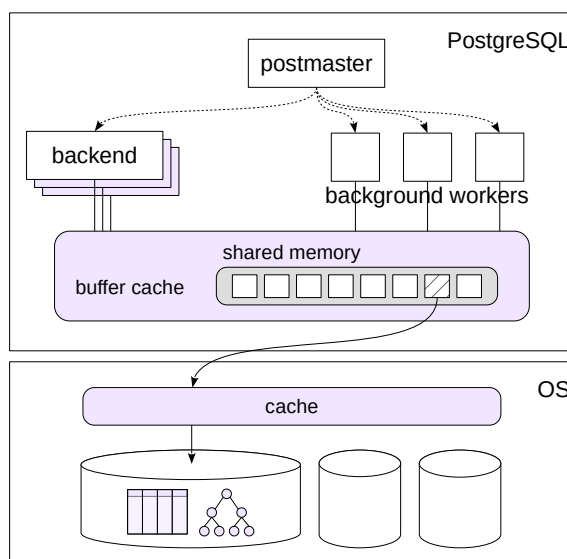 PostgreSQL
postmaster
backend
background workers
shared memory
buffer cache
OS
cache